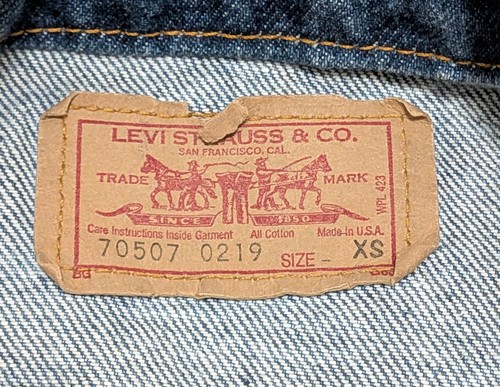 LEVI STRAUSS & CO.
SAN FRANCISCO, CAL.
TRADE MARK
WPL 423
SINCE 1850
Care Instructions Inside Garment All Cotton Made in U.S.A.
70507 0219 SIZE - XS